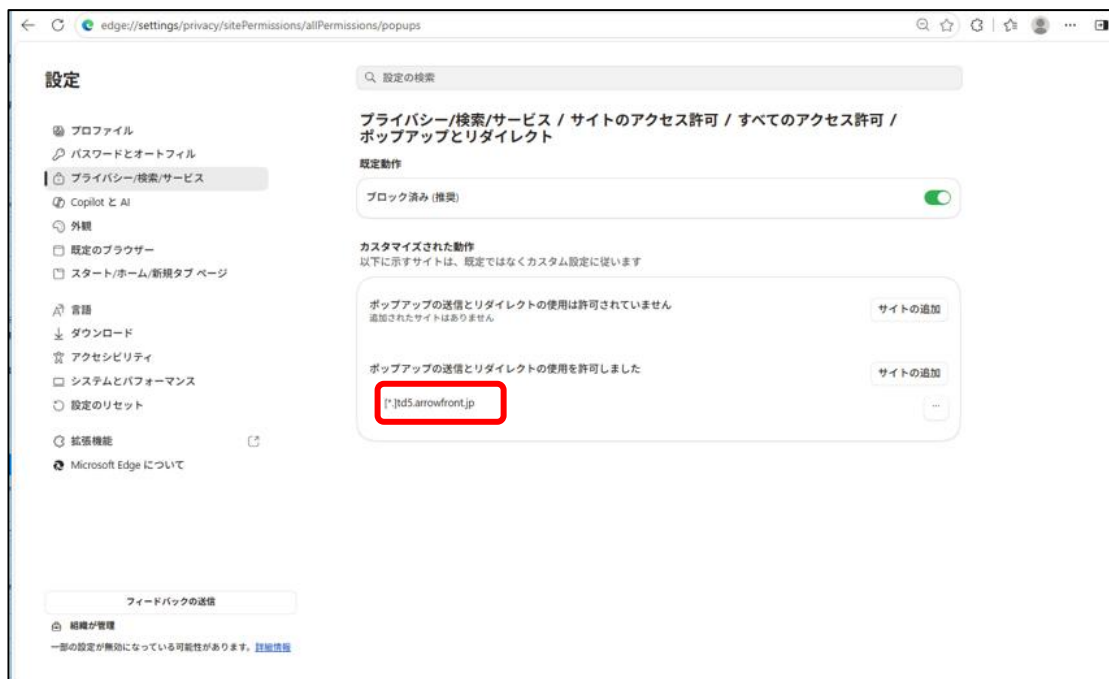 edge://settings/privacy/sitePermissions/allPermissions/popups
設定
設定の検索
プロファイル
パスワードとオートフィル
プライバシー/検索/サービス
Copilot と AI
外観
既定のブラウザー
スタート/ホーム/新規タブ ページ
言語
ダウンロード
アクセシビリティ
システムとパフォーマンス
設定のリセット
拡張機能
Microsoft Edge について
プライバシー/検索/サービス / サイトのアクセス許可 / すべてのアクセス許可 /
ポップアップとリダイレクト
既定動作
ブロック済み (推奨)
カスタマイズされた動作
以下に示すサイトは、既定ではなくカスタム設定に従います
ポップアップの送信とリダイレクトの使用は許可されていません
追加されたサイトはありません
サイトの追加
ポップアップの送信とリダイレクトの使用を許可しました
サイトの追加
[*.]td5.arrowfront.jp
フィードバックの送信
組織が管理
一部の設定が無効になっている可能性があります。詳細情報